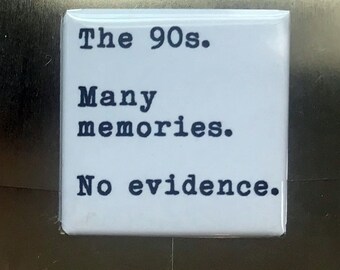 The 90s.
Many
memories.
No evidence.